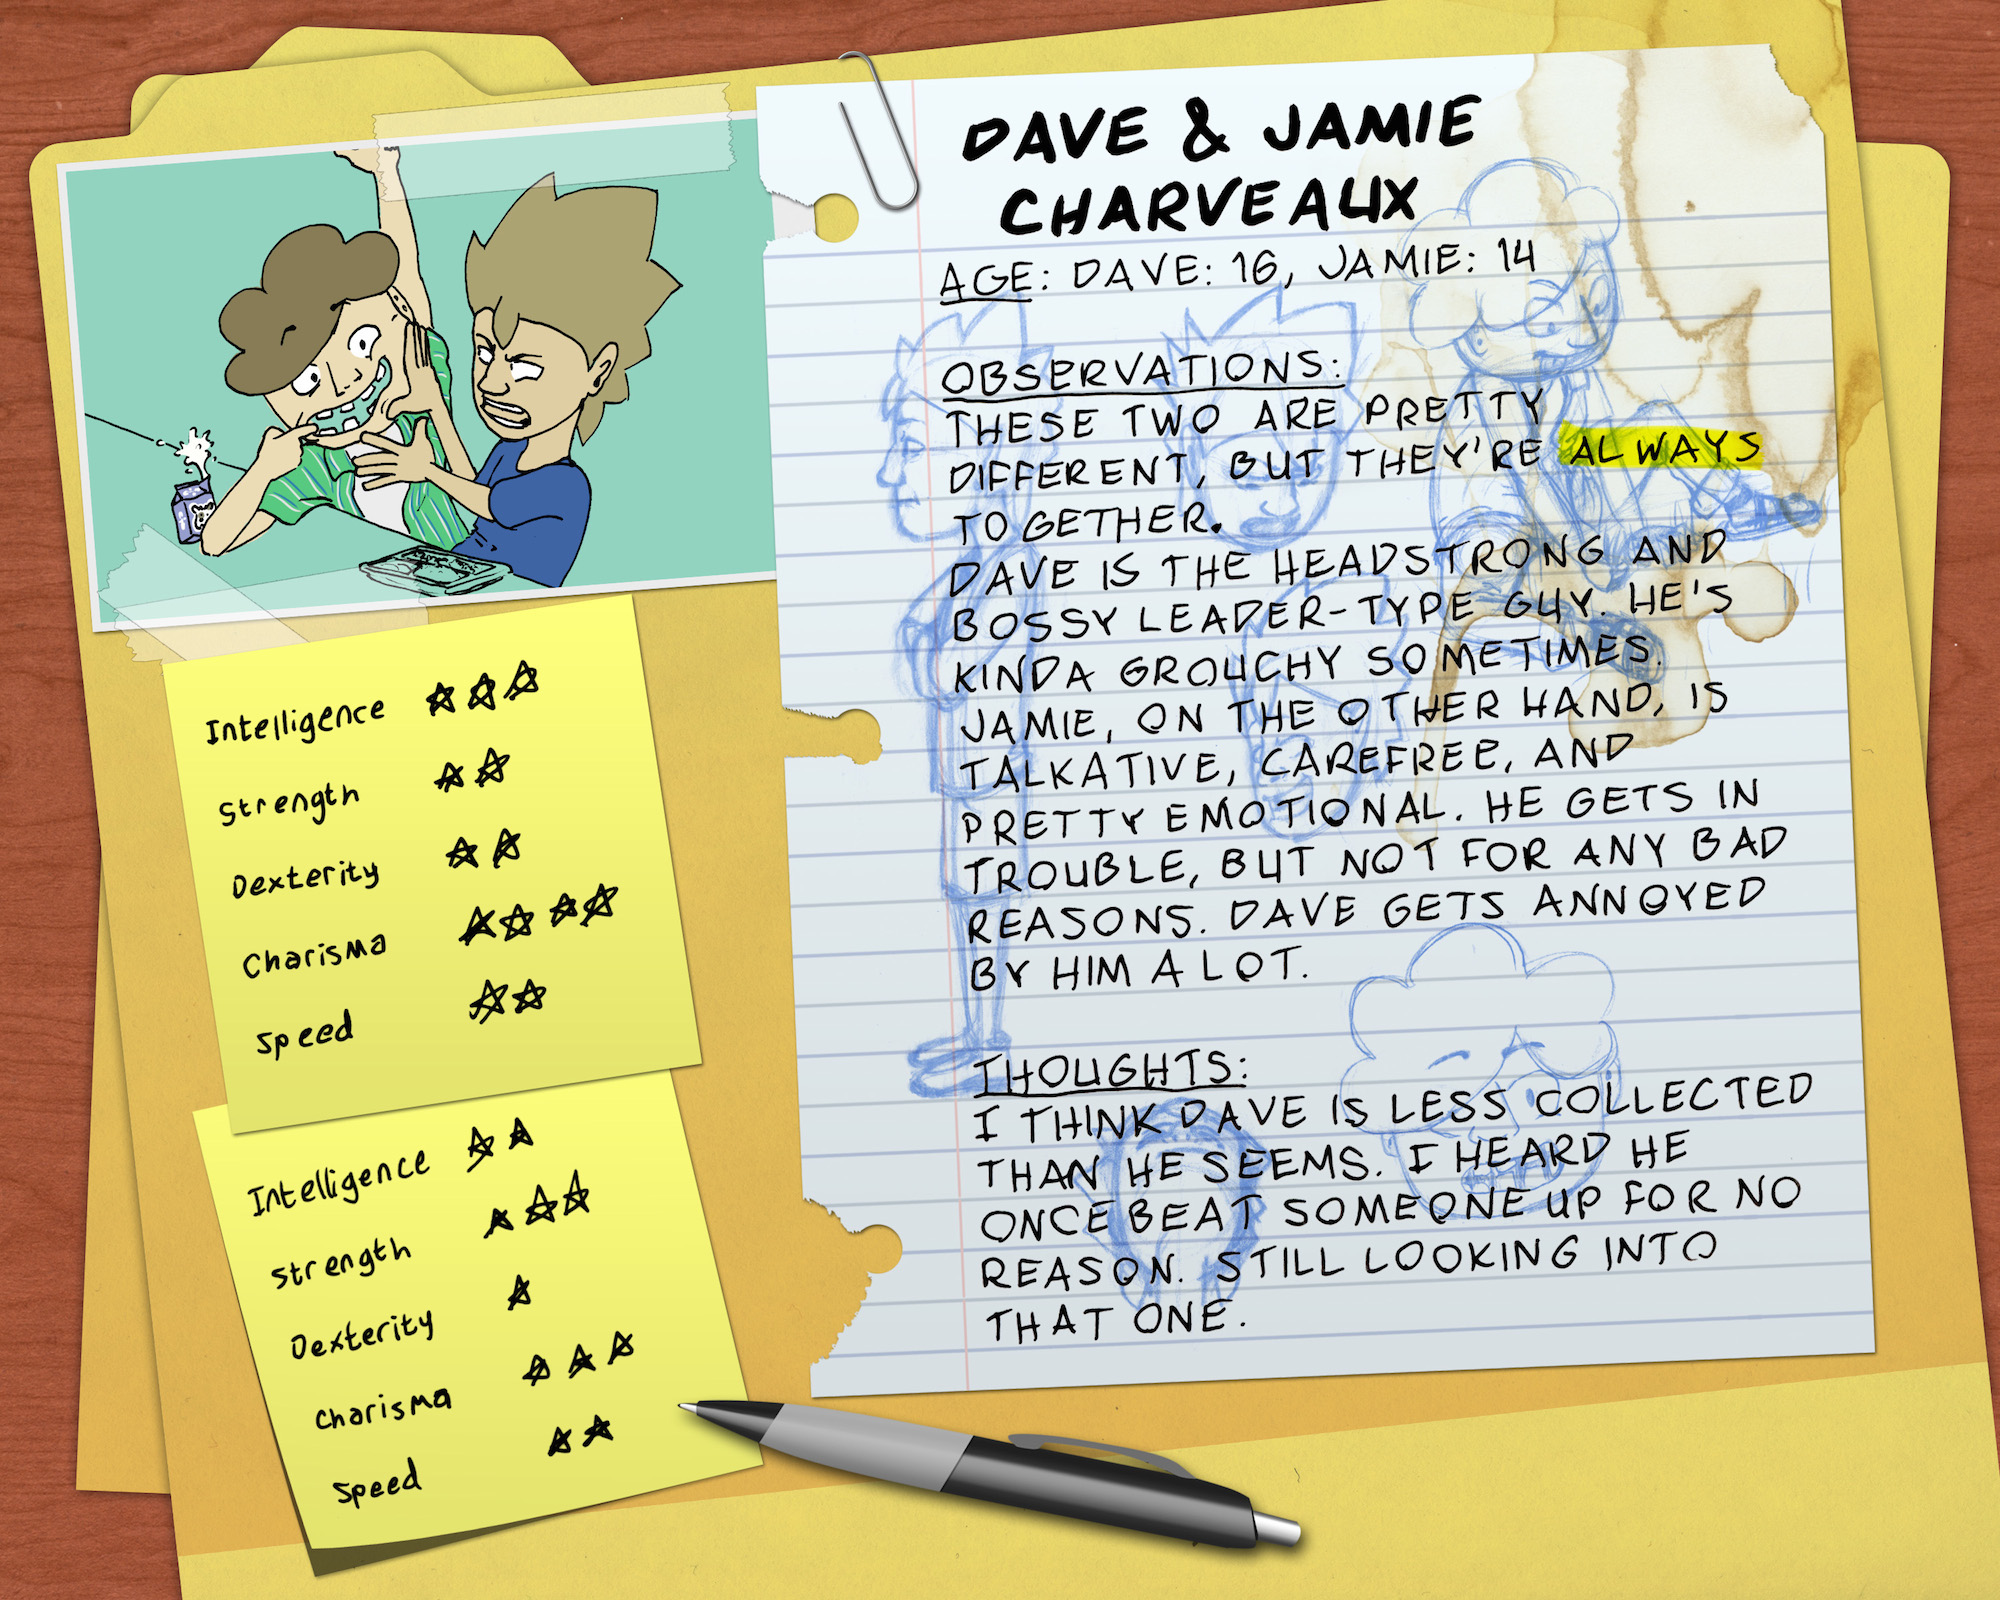 DAVE & JAMIE
CHARVEAUX
AGE: DAVE: 16, JAMIE: 14
OBSERVATIONS:
THESE TWO ARE PRETTY
DIFFERENT, BUT THEY'RE ALWAYS
TOGETHER.
DAVE IS THE HEADSTRONG AND
BOSSY LEADER-TYPE GUY. HE'S
KINDA GROUCHY SOMETIMES.
JAMIE, ON THE OTHER HAND, IS
TALKATIVE, CAREFREE, AND
PRETTY EMOTIONAL. HE GETS IN
TROUBLE, BUT NOT FOR ANY BAD
REASONS. DAVE GETS ANNOYED
BY HIM A LOT.
THOUGHTS:
I THINK DAVE IS LESS COLLECTED
THAN HE SEEMS. I HEARD HE
ONCE BEAT SOMEONE UP FOR NO
REASON. STILL LOOKING INTO
THAT ONE.
Intelligence
Strength
Dexterity
Charisma
Speed
Intelligence
Strength
Dexterity
Charisma
Speed